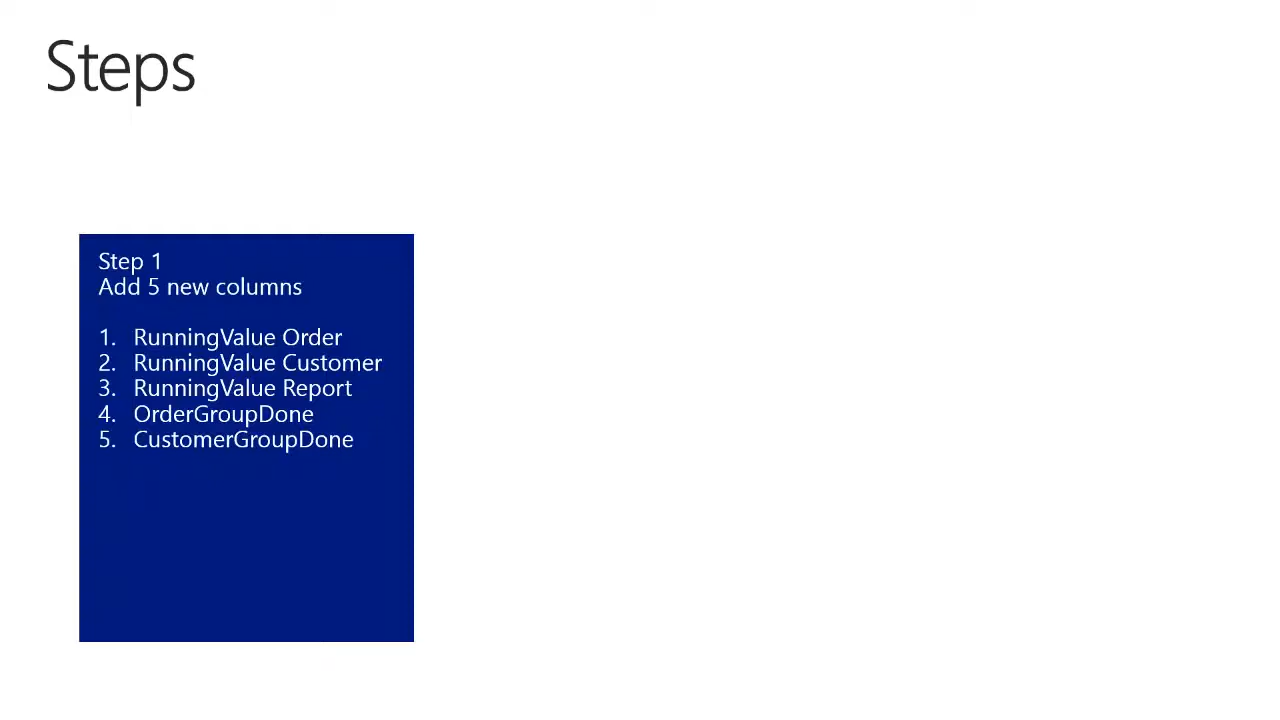 Steps
Step 1
Add 5 new columns
1. RunningValue Order
2. RunningValue Customer
3. RunningValue Report
4. OrderGroupDone
5. CustomerGroupDone